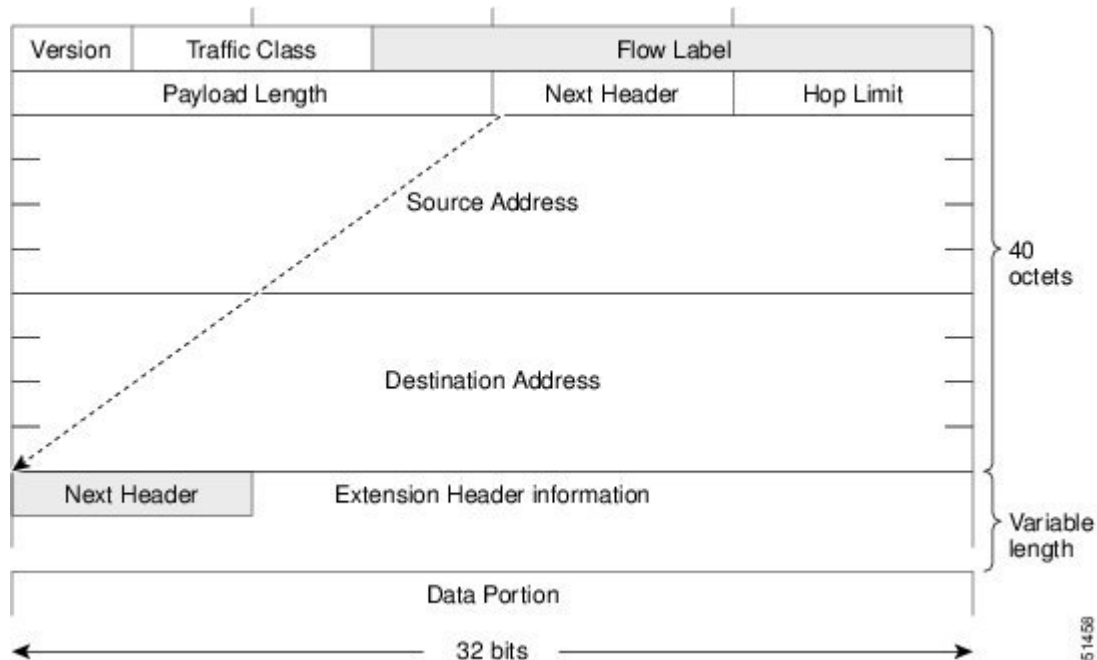 Version
Traffic Class
Flow Label
Payload Length
Next Header
Hop Limit
Source Address
40
octets
Destination Address
Next Header
Extension Header information
Variable
length
Data Portion
32 bits
51458